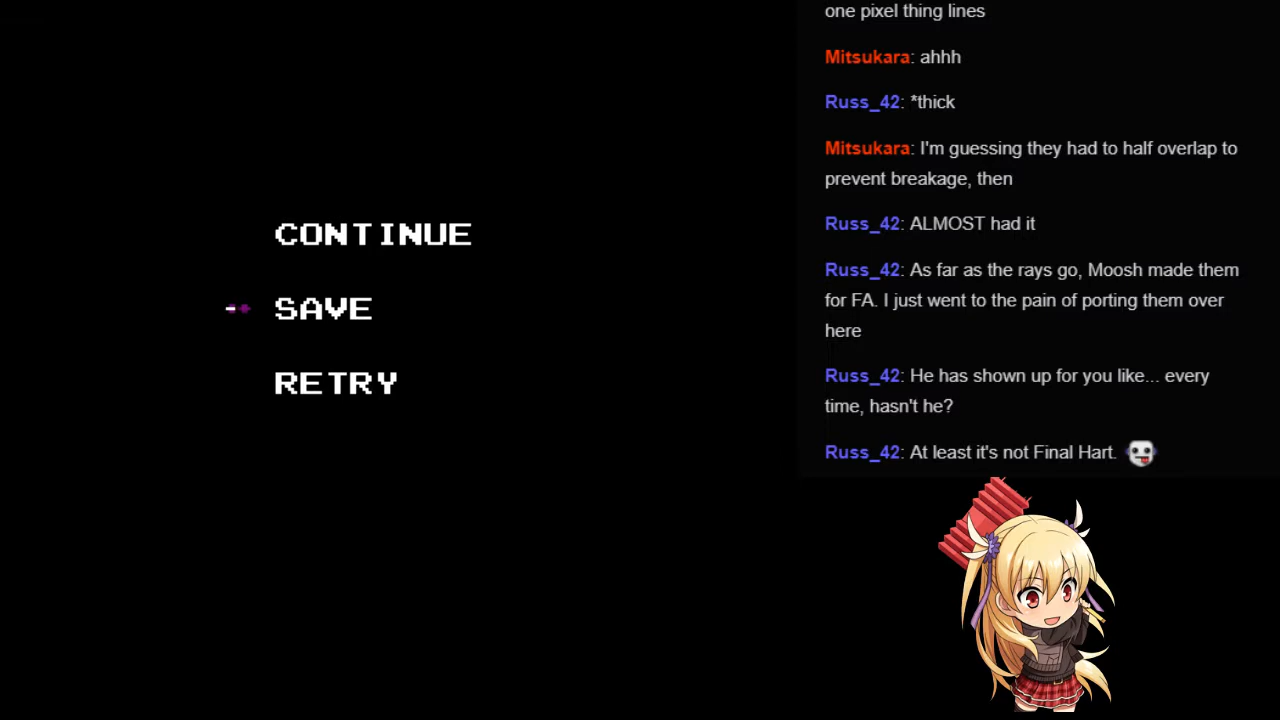 CONTINUE
SAVE
RETRY
one pixel thing lines
Mitsukara: ahhh
Russ_42: *thick
Mitsukara: I'm guessing they had to half overlap to
prevent breakage, then
Russ_42: ALMOST had it
Russ_42: As far as the rays go, Moosh made them
for FA. I just went to the pain of porting them over
here
Russ_42: He has shown up for you like... every
time, hasn't he?
Russ_42: At least it's not Final Hart.